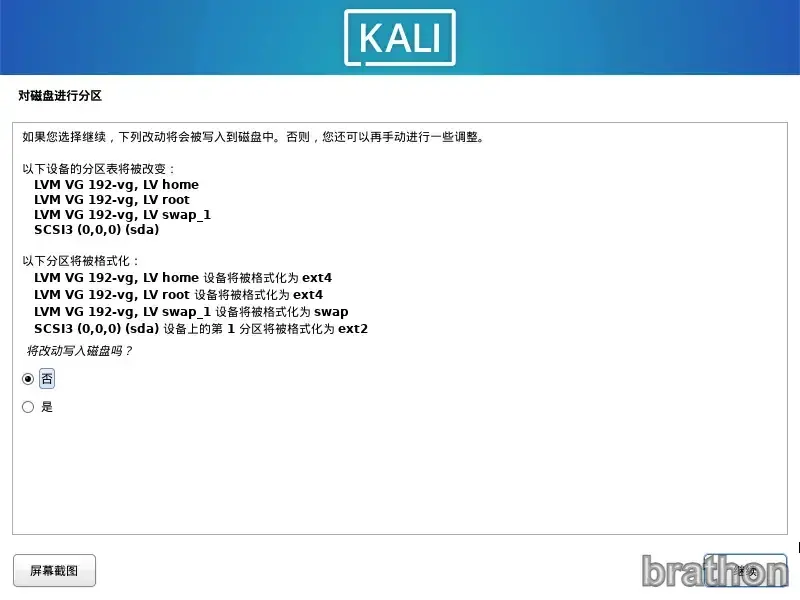 KALI
对磁盘进行分区
如果您选择继续，下列改动将会被写入到磁盘中。否则，您还可以再手动进行一些调整。
以下设备的分区表将被改变：
LVM VG 192-vg, LV home
LVM VG 192-vg, LV root
LVM VG 192-vg, LV swap_1
SCSI3 (0,0,0) (sda)
以下分区将被格式化：
LVM VG 192-vg, LV home 设备将被格式化为 ext4
LVM VG 192-vg, LV root 设备将被格式化为 ext4
LVM VG 192-vg, LV swap_1 设备将被格式化为 swap
SCSI3 (0,0,0) (sda) 设备上的第 1 分区将被格式化为 ext2
将改动写入磁盘吗？
否
是
屏幕截图
继续
brathon